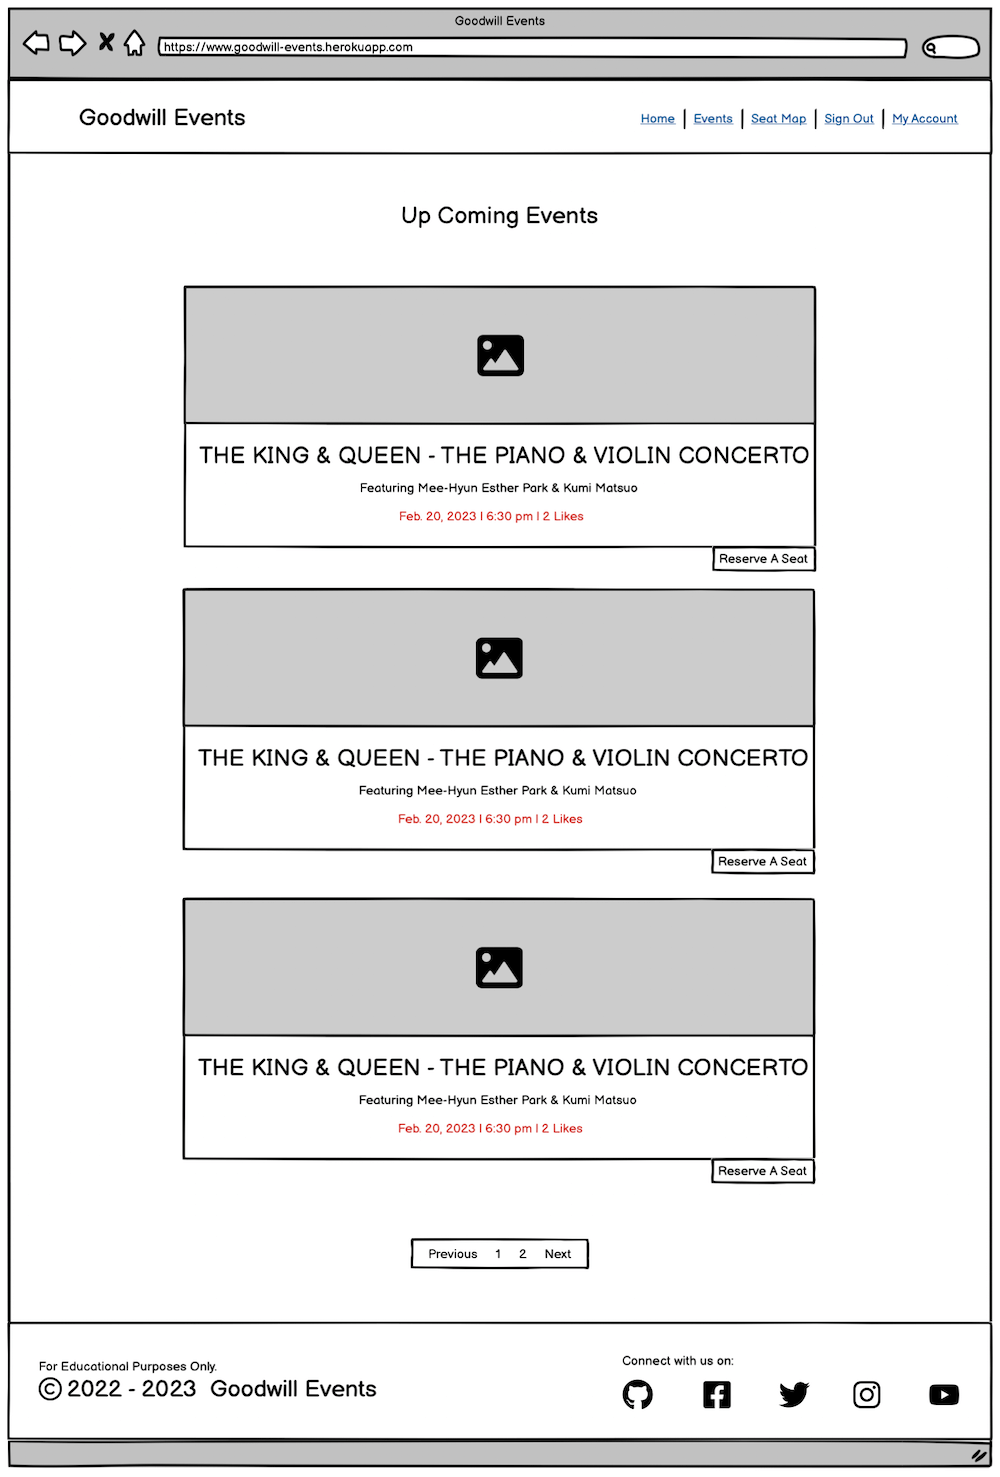 Goodwill Events
https://www.goodwill-events.herokuapp.com
Goodwill Events
Home | Events | Seat Map | Sign Out | My Account
Up Coming Events
THE KING & QUEEN - THE PIANO & VIOLIN CONCERTO
Featuring Mee-Hyun Esther Park & Kumi Matsuo
Feb. 20, 2023 | 6:30 pm | 2 Likes
Reserve A Seat
THE KING & QUEEN - THE PIANO & VIOLIN CONCERTO
Featuring Mee-Hyun Esther Park & Kumi Matsuo
Feb. 20, 2023 | 6:30 pm | 2 Likes
Reserve A Seat
THE KING & QUEEN - THE PIANO & VIOLIN CONCERTO
Featuring Mee-Hyun Esther Park & Kumi Matsuo
Feb. 20, 2023 | 6:30 pm | 2 Likes
Reserve A Seat
Previous 1 2 Next
For Educational Purposes Only.
© 2022 - 2023 Goodwill Events
Connect with us on: